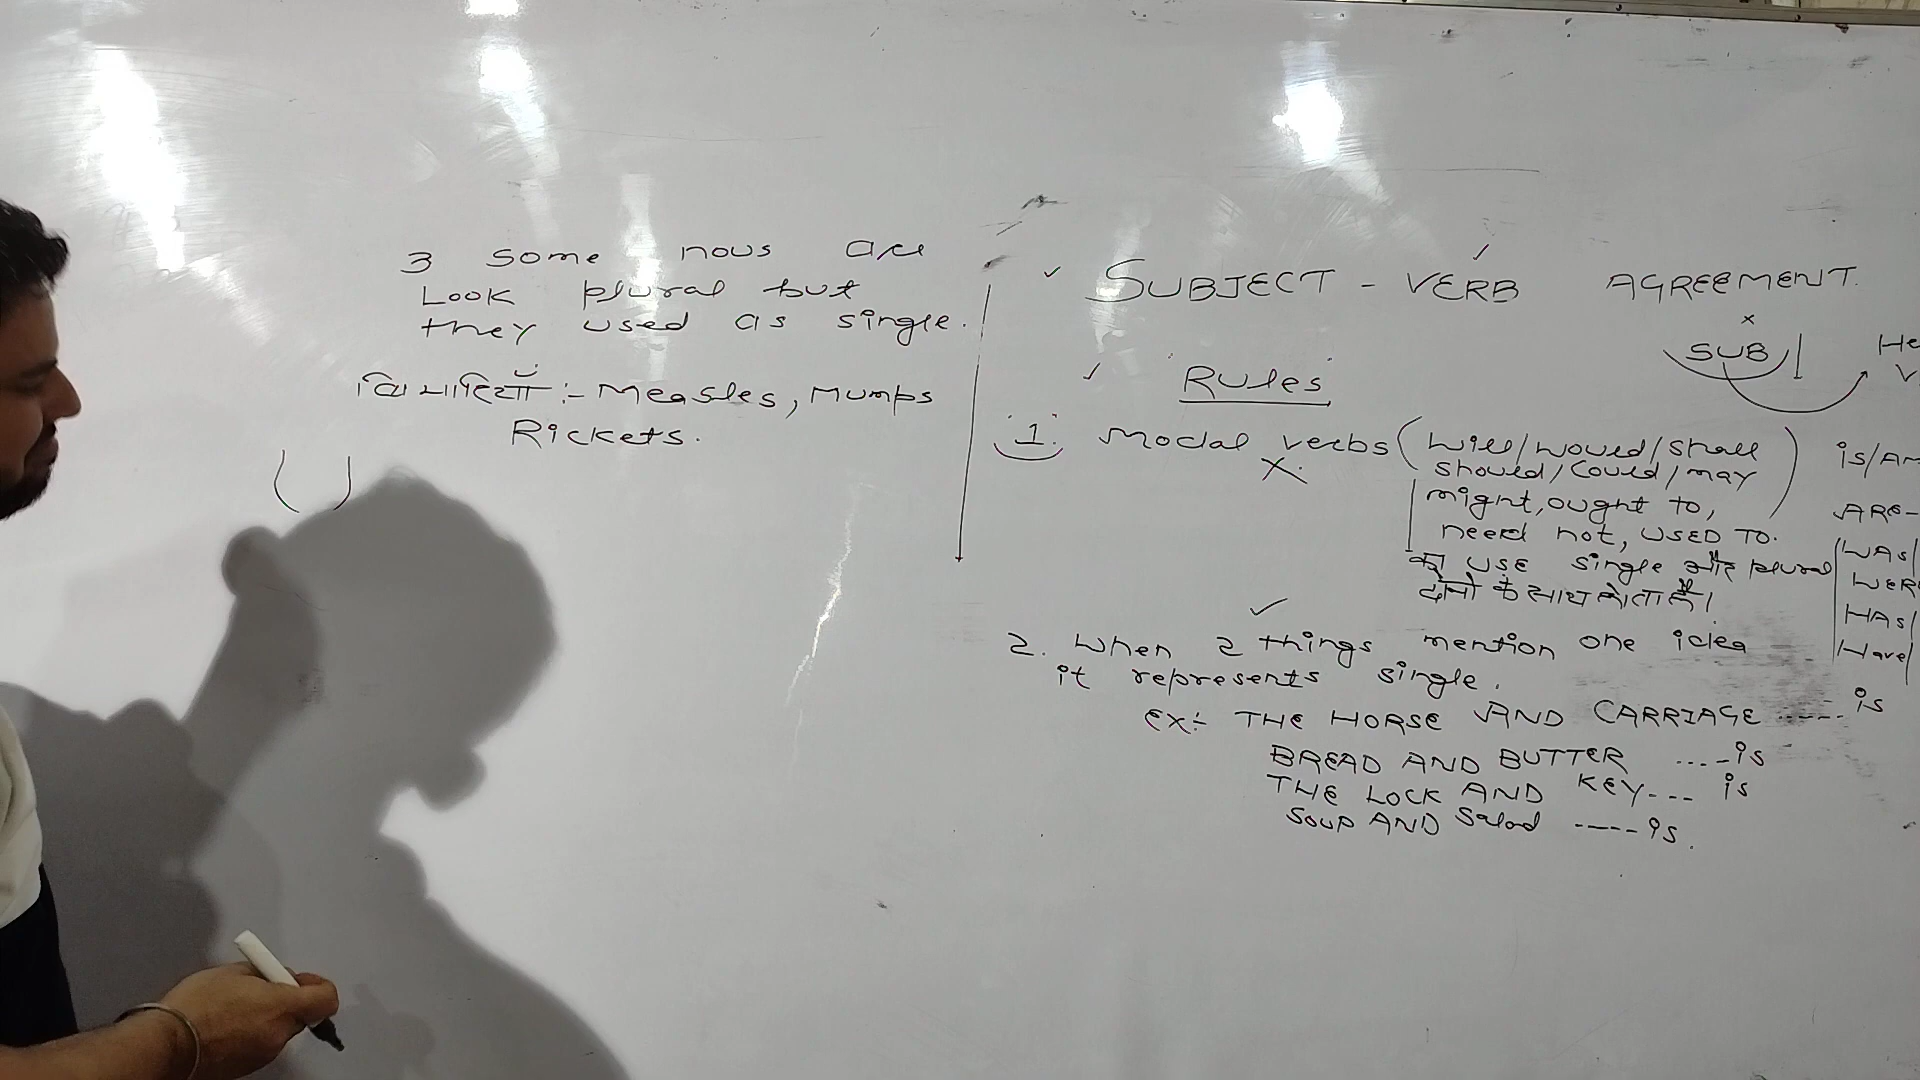 SUBJECT - VERB AGREEMENT.
SUB
He
V
Rules
1. Modal verbs (will/would/shall
should/could/may
might, ought to,
need not, USED TO.
का USE single और plural
दोनो के साथ होता है।
is/AM
ARE-
WAS/
WERE
HAS/
Have/
2. When 2 things mention one idea
it represents single.
EX:- THE HORSE AND CARRIAGE ----- is
BREAD AND BUTTER ---- is
THE LOCK AND KEY --- is
SOUP AND Salad ----- is.
3 some nous are
Look plural but
they used as single.
बिमारियाँ :- Measles, Mumps
Rickets.